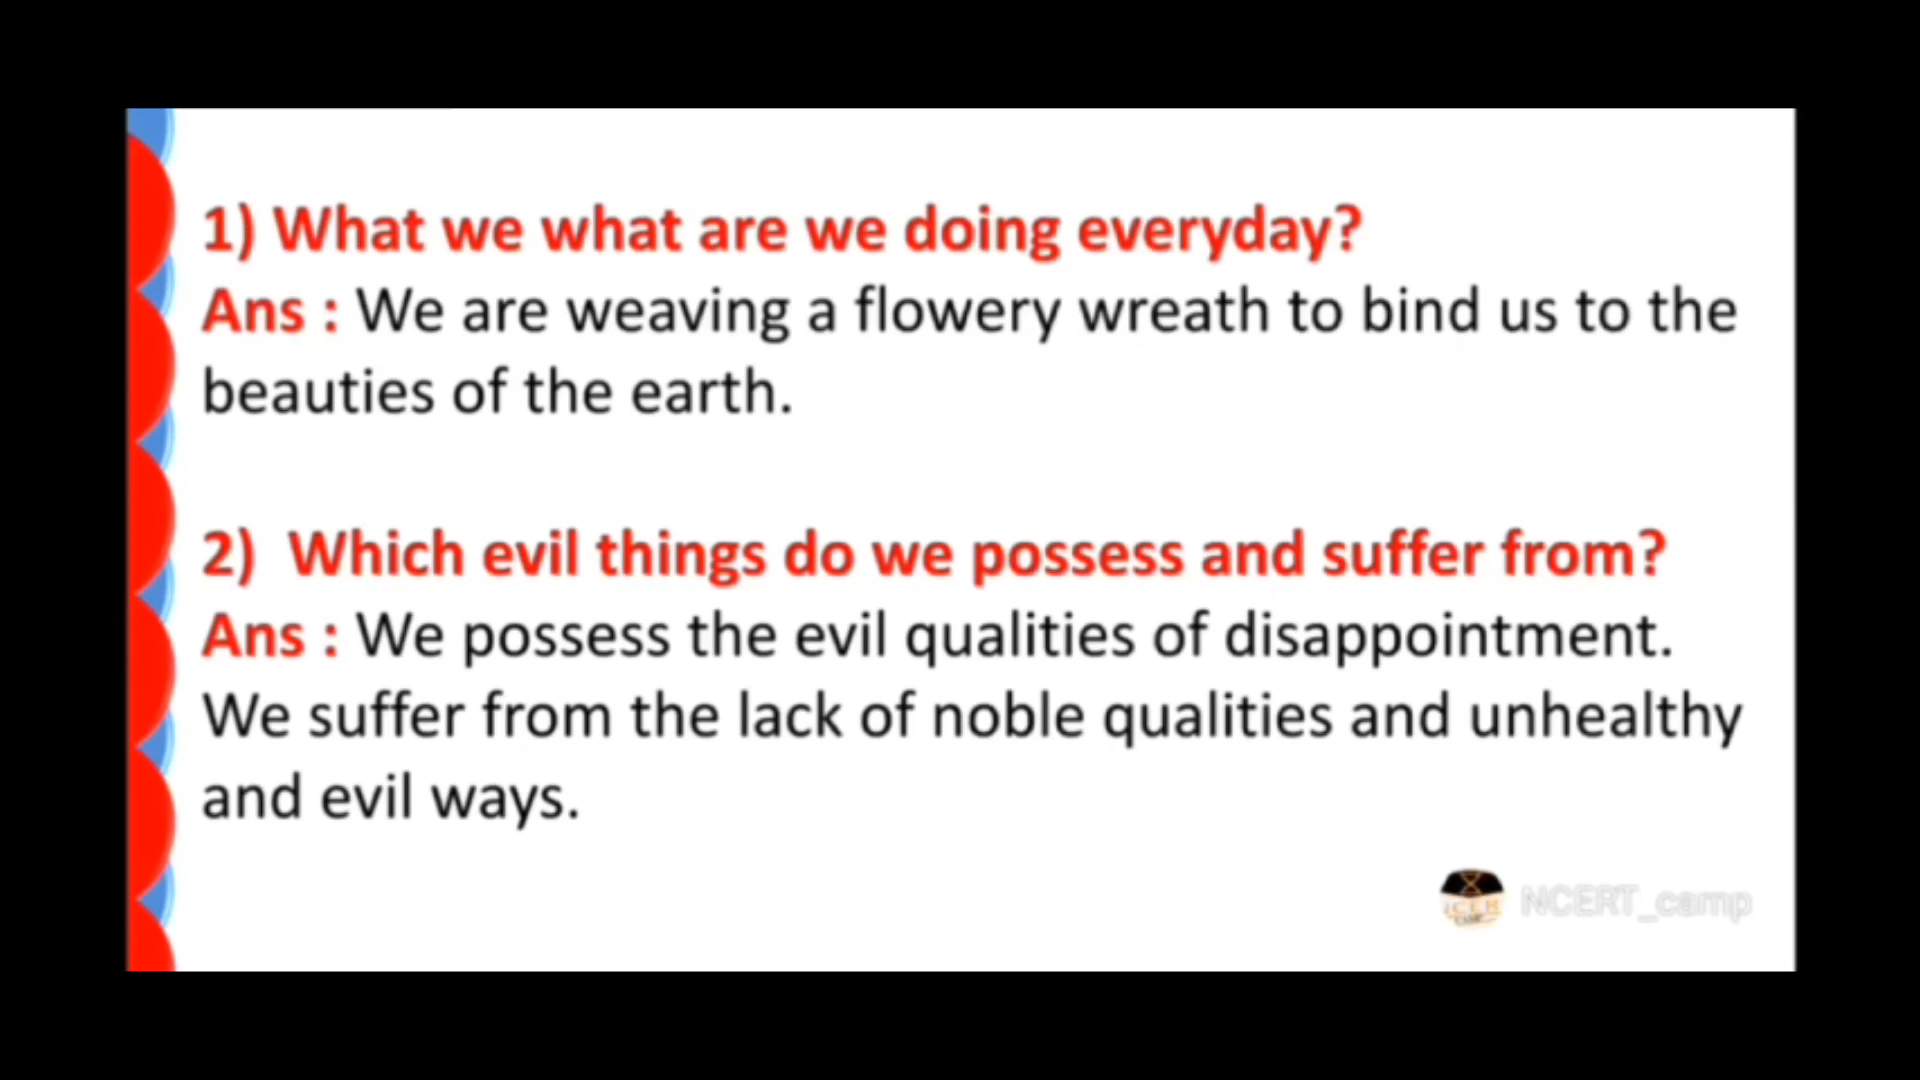 1) What we what are we doing everyday?
Ans : We are weaving a flowery wreath to bind us to the
beauties of the earth.
2) Which evil things do we possess and suffer from?
Ans : We possess the evil qualities of disappointment.
We suffer from the lack of noble qualities and unhealthy
and evil ways.
NCERT_camp